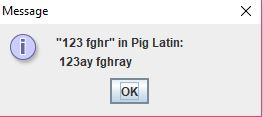 Message
"123 fghr" in Pig Latin:
123ay fghray
OK